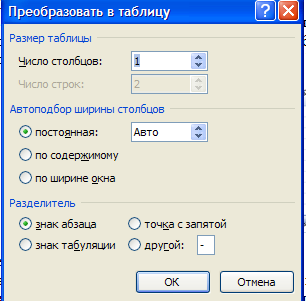 Преобразовать в таблицу
Размер таблицы
Число столбцов: 1
Число строк: 2
Автоподбор ширины столбцов
постоянная: Авто
по содержимому
по ширине окна
Разделитель
знак абзаца точка с запятой
знак табуляции другой: -
ОК Отмена